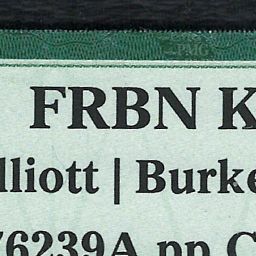 FRBN K
lliott | Burke
76239A pp C